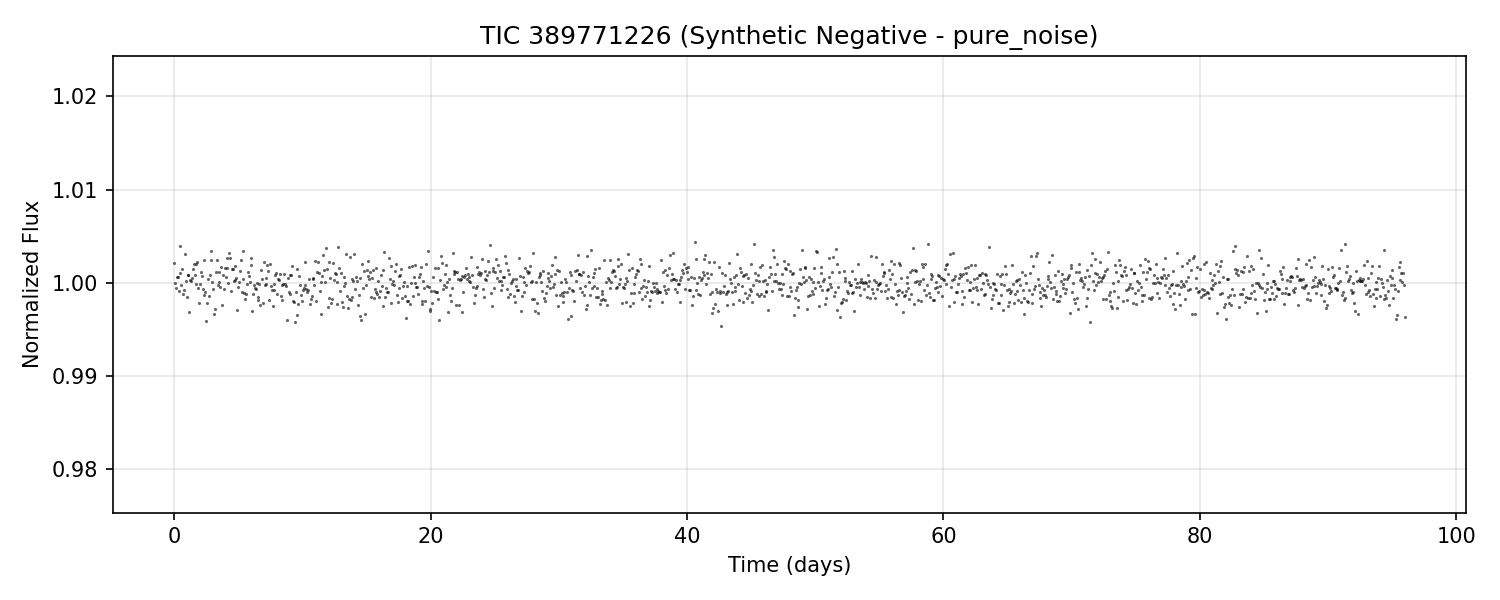 TIC 389771226 (Synthetic Negative - pure_noise)
1.02
1.01
1.00
0.99
0.98
Normalized Flux
0 20 40 60 80 100
Time (days)